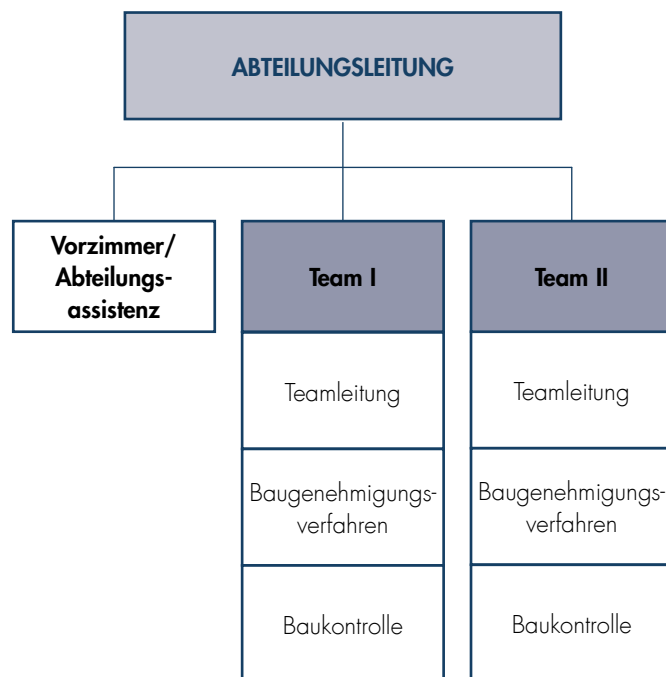 ABTEILUNGSLEITUNG
Vorzimmer/
Abteilungs-
assistenz
Team I
Teamleitung
Baugenehmigungs-
verfahren
Baukontrolle
Team II
Teamleitung
Baugenehmigungs-
verfahren
Baukontrolle